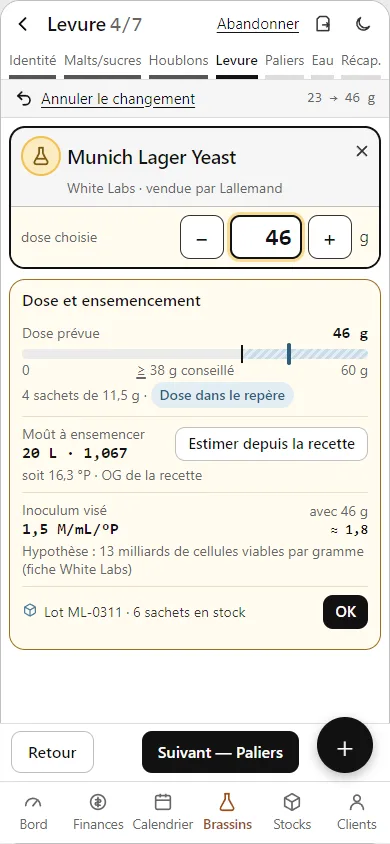 Levure 4/7
Abandonner
Identité Malts/sucres Houblons Levure Paliers Eau Récap.
Annuler le changement 23 → 46 g
Munich Lager Yeast
White Labs · vendue par Lallemand
dose choisie − 46 + g
Dose et ensemencement
Dose prévue 46 g
0 ≥ 38 g conseillé 60 g
4 sachets de 11,5 g · Dose dans le repère
Moût à ensemencer
20 L · 1,067
Estimer depuis la recette
soit 16,3 °P · OG de la recette
Inoculum visé avec 46 g
1,5 M/mL/°P ≈ 1,8
Hypothèse : 13 milliards de cellules viables par gramme
(fiche White Labs)
Lot ML-0311 · 6 sachets en stock OK
Retour Suivant — Paliers +
Bord Finances Calendrier Brassins Stocks Clients